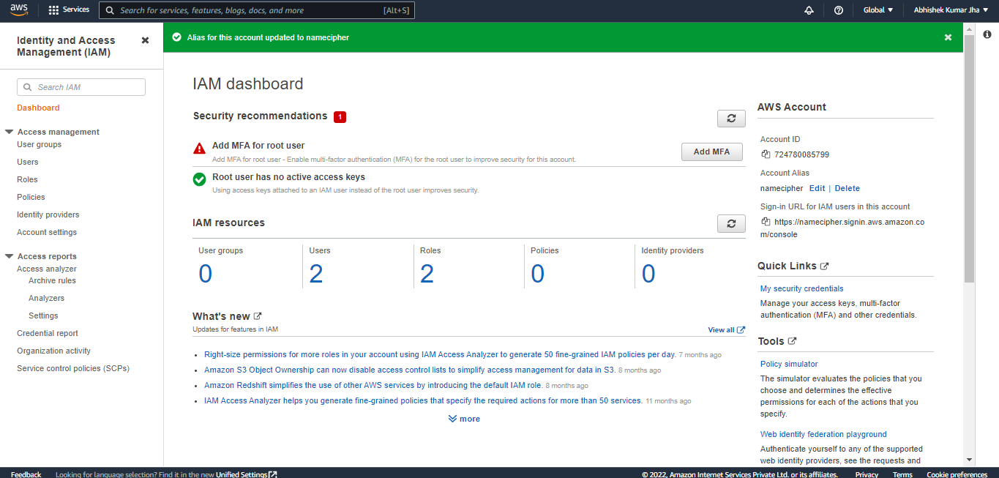 aws
Services
Search for services, features, blogs, docs, and more
[Alt+S]
Global
Abhishek Kumar Jha
Identity and Access
Management (IAM)
Search IAM
Dashboard
Access management
User groups
Users
Roles
Policies
Identity providers
Account settings
Access reports
Access analyzer
Archive rules
Analyzers
Settings
Credential report
Organization activity
Service control policies (SCPs)
Alias for this account updated to namecipher
IAM dashboard
Security recommendations 1
Add MFA for root user
Add MFA for root user - Enable multi-factor authentication (MFA) for the root user to improve security for this account.
Add MFA
Root user has no active access keys
Using access keys attached to an IAM user instead of the root user improves security.
IAM resources
User groups
0
Users
2
Roles
2
Policies
0
Identity providers
0
What's new
Updates for features in IAM
View all
Right-size permissions for more roles in your account using IAM Access Analyzer to generate 50 fine-grained IAM policies per day. 7 months ago
Amazon S3 Object Ownership can now disable access control lists to simplify access management for data in S3. 8 months ago
Amazon Redshift simplifies the use of other AWS services by introducing the default IAM role. 8 months ago
IAM Access Analyzer helps you generate fine-grained policies that specify the required actions for more than 50 services. 11 months ago
more
AWS Account
Account ID
724780085799
Account Alias
namecipher Edit | Delete
Sign-in URL for IAM users in this account
https://namecipher.signin.aws.amazon.co
m/console
Quick Links
My security credentials
Manage your access keys, multi-factor
authentication (MFA) and other credentials.
Tools
Policy simulator
The simulator evaluates the policies that you
choose and determines the effective
permissions for each of the actions that you
specify.
Web identity federation playground
Authenticate yourself to any of the supported
web identity providers, see the requests and
Feedback
Looking for language selection? Find it in the new Unified Settings
© 2022, Amazon Internet Services Private Ltd. or its affiliates.
Privacy
Terms
Cookie preferences